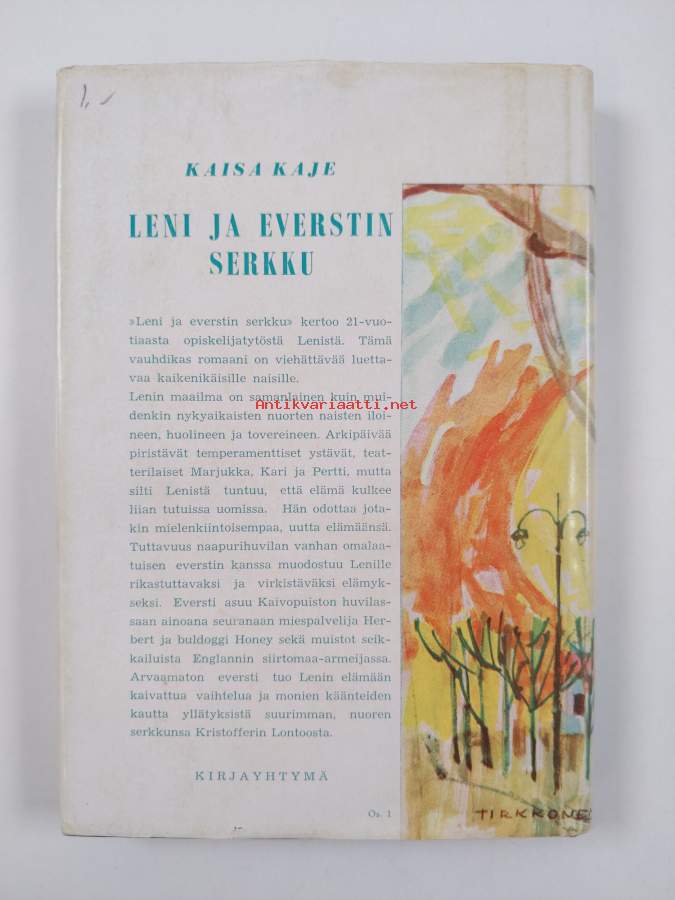 1,-
KAISA KAJE
LENI JA EVERSTIN
SERKKU
»Leni ja everstin serkku» kertoo 21-vuo-
tiaasta opiskelijatytöstä Lenistä. Tämä
vauhdikas romaani on viehättävää luetta-
vaa kaikenikäisille naisille.
Lenin maailma on samanlainen kuin mui-
Antikvariaatti.net
denkin nykyaikaisten nuorten naisten iloi-
neen, huolineen ja tovereineen. Arkipäivää
piristävät temperamenttiset ystävät, teat-
terilaiset Marjukka, Kari ja Pertti, mutta
silti Lenistä tuntuu, että elämä kulkee
liian tutuissa uomissa. Hän odottaa jota-
kin mielenkiintoisempaa, uutta elämäänsä.
Tuttavuus naapurihuvilan vanhan omalaa-
tuisen everstin kanssa muodostuu Lenille
rikastuttavaksi ja virkistäväksi elämyk-
seksi. Eversti asuu Kaivopuiston huvilas-
saan ainoana seuranaan miespalvelija Her-
bert ja buldoggi Honey sekä muistot seik-
kailuista Englannin siirtomaa-armeijassa.
Arvaamaton eversti tuo Lenin elämään
kaivattua vaihtelua ja monien käänteiden
kautta yllätyksistä suurimman, nuoren
serkkunsa Kristofferin Lontoosta.
KIRJAYHTYMÄ
Os. 1
TIRKKONE